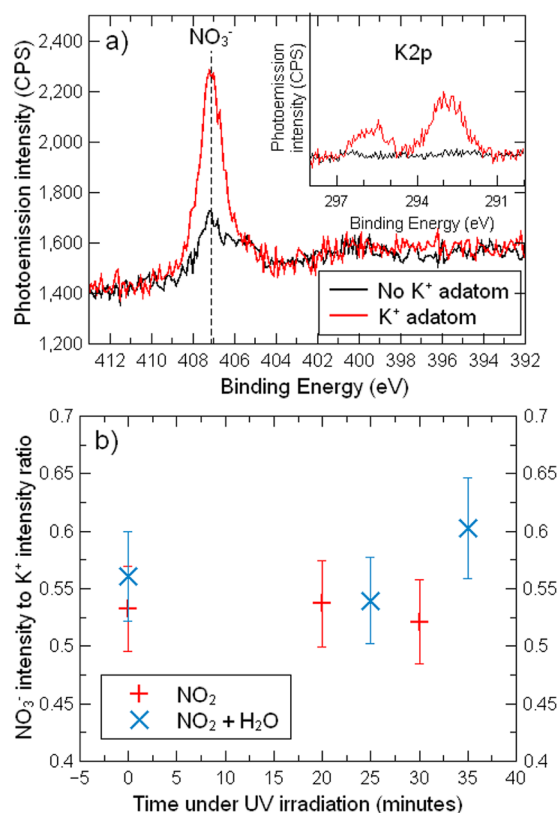 a)
NO₃⁻
K2p
Photoemission intensity (CPS)
2,400
2,200
2,000
1,800
1,600
1,400
1,200
Photoemission
intensity (CPS)
297 294 291
Binding Energy (eV)
No K⁺ adatom
K⁺ adatom
412 410 408 406 404 402 400 398 396 394 392
Binding Energy (eV)
b)
NO₃⁻ intensity to K⁺ intensity ratio
0.7
0.65
0.6
0.55
0.5
0.45
0.4
0.7
0.65
0.6
0.55
0.5
0.45
0.4
NO₂
NO₂ + H₂O
-5 0 5 10 15 20 25 30 35 40
Time under UV irradiation (minutes)